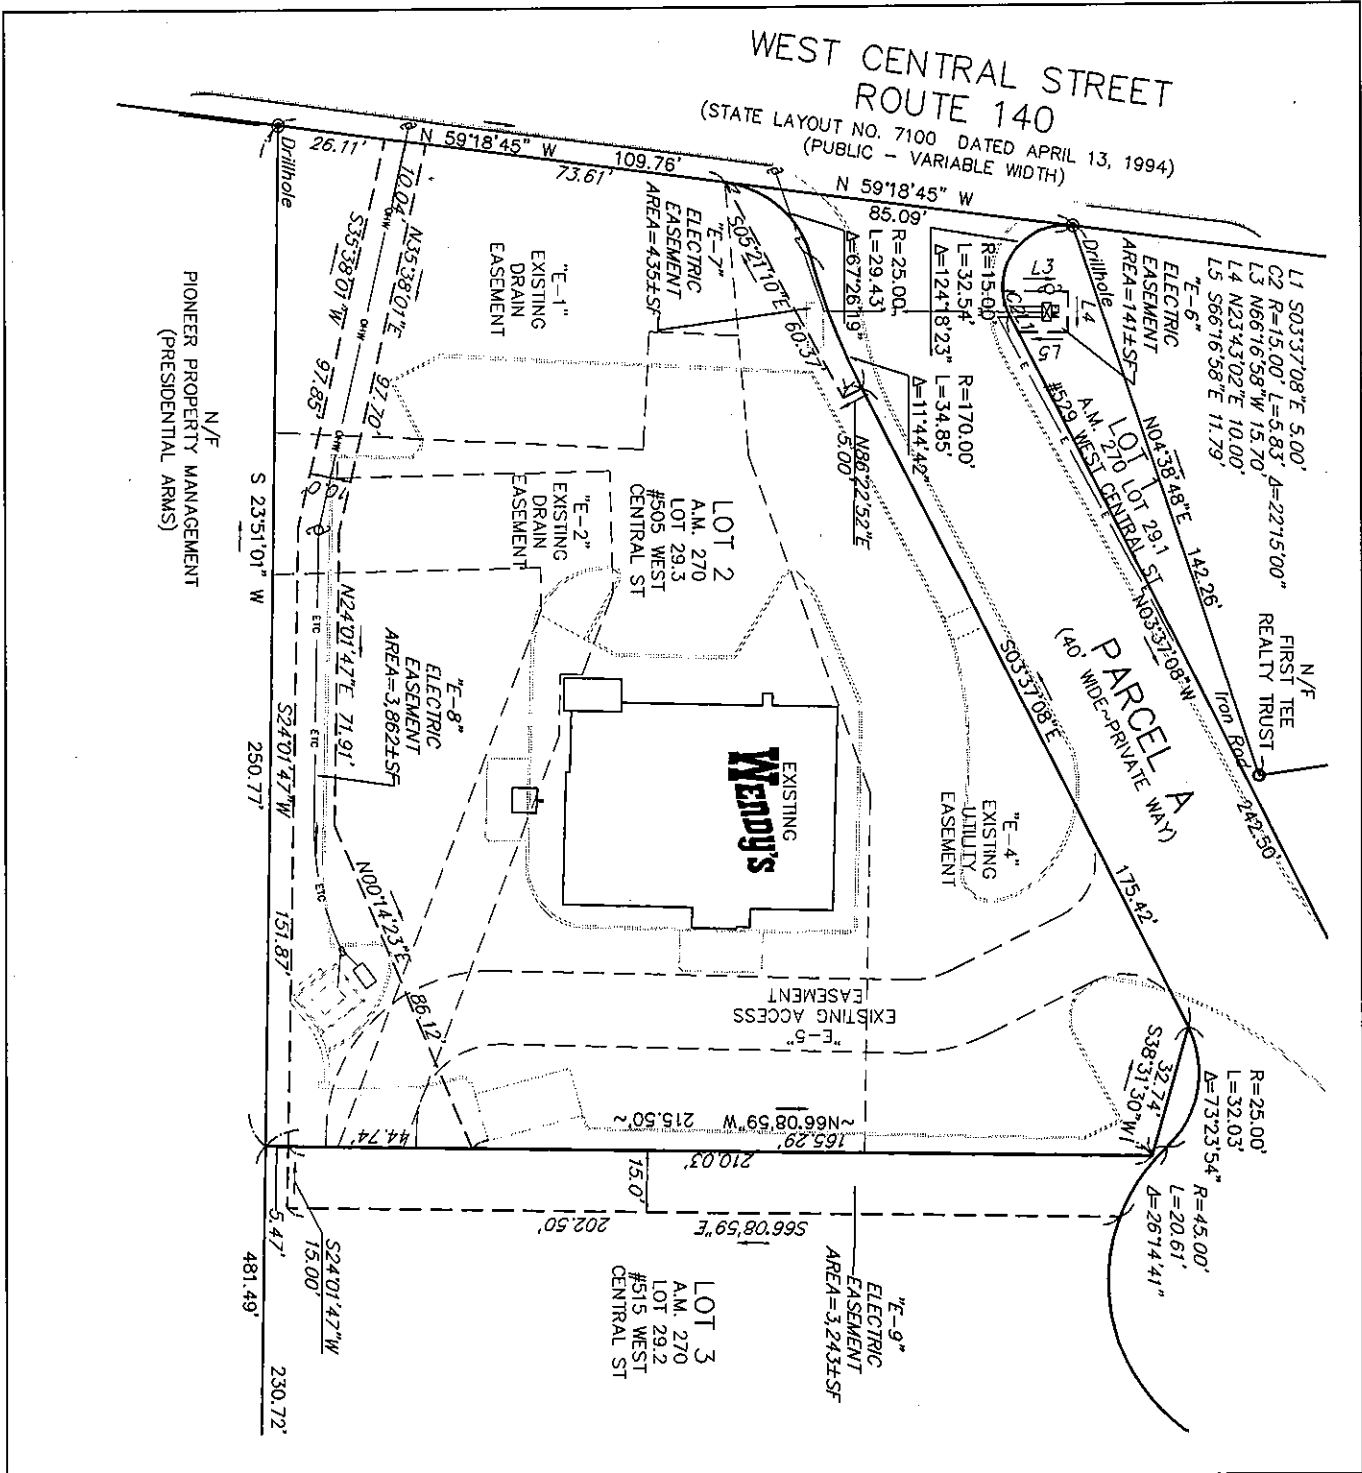 WEST CENTRAL STREET
ROUTE 140
(STATE LAYOUT NO. 7100 DATED APRIL 13, 1994)
(PUBLIC - VARIABLE WIDTH)
N 59°18'45" W
109.76'
26.11'
73.61'
10.04'
Drillhole
N 59°18'45" W
85.09'
Drillhole
L1 S03°37'08"E 5.00'
C2 R=15.00' L=5.83' Δ=22°15'00"
L3 N66°16'58"W 15.70'
L4 N23°43'02"E 10.00'
L5 S66°16'58"E 11.79'
"E-6"
ELECTRIC
EASEMENT
AREA=141±SF
L3
L4
L5
C2
L1
R=15.00'
L=32.54'
Δ=124°18'23"
R=25.00'
L=29.43'
Δ=67°26'19"
R=170.00'
L=34.85'
Δ=11°44'42"
N86°22'52"E
5.00'
S05°21'10"E 60.37'
"E-7"
ELECTRIC
EASEMENT
AREA=435±SF
"E-1"
EXISTING
DRAIN
EASEMENT
N35°38'01"E 97.70'
S35°38'01"W 97.85'
OHW
OHW
OHW
10.0'
"E-2"
EXISTING
DRAIN
EASEMENT
LOT 2
A.M. 270
LOT 29.3
#505 WEST
CENTRAL ST
LOT 1
A.M. 270 LOT 29.1
#529 WEST CENTRAL ST
E
E
E
E
N04°38'48"E 142.26'
N03°37'08"W
242.50'
Iron Rod
N/F
FIRST TEE
REALTY TRUST
PARCEL A
(40' WIDE~PRIVATE WAY)
S03°37'08"E
175.42'
"E-4"
EXISTING
UTILITY
EASEMENT
EXISTING
WENDY'S
N/F
PIONEER PROPERTY MANAGEMENT
(PRESIDENTIAL ARMS)
S 23°51'01" W
250.77'
N24°01'47"E 71.91'
S24°01'47"W
151.87'
ETC
ETC
ETC
"E-8"
ELECTRIC
EASEMENT
AREA=3,862±SF
N00°14'23"E
86.12'
"E-5"
EXISTING ACCESS
EASEMENT
~N66°08'59"W 215.50'~
165.29'
44.74'
210.03'
15.0'
S66°08'59"E
202.50'
32.74'
S38°31'30"W
R=25.00'
L=32.03'
Δ=73°23'54"
R=45.00'
L=20.61'
Δ=26°14'41"
"E-9"
ELECTRIC
EASEMENT
AREA=3,243±SF
LOT 3
A.M. 270
LOT 29.2
#515 WEST
CENTRAL ST
S24°01'47"W
15.00'
5.47'
481.49'
230.72'